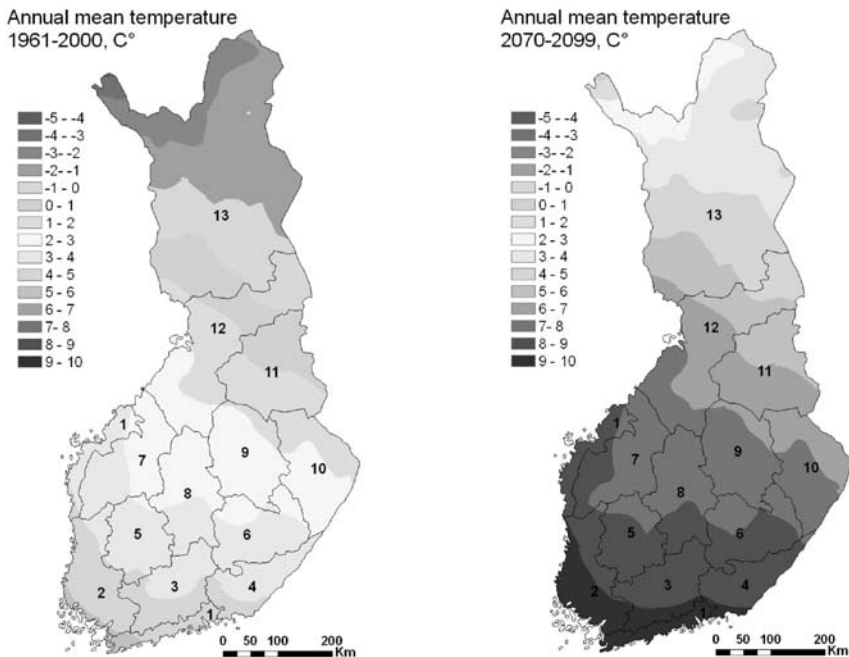 Annual mean temperature
1961-2000, C°
-5 - -4
-4 - -3
-3 - -2
-2 - -1
-1 - 0
0 - 1
1 - 2
2 - 3
3 - 4
4 - 5
5 - 6
6 - 7
7- 8
8 - 9
9 - 10
13
12
11
1
7
9
10
8
5
6
2
3
4
1
0 50 100 200
Km
Annual mean temperature
2070-2099, C°
-5 - -4
-4 - -3
-3 - -2
-2 - -1
-1 - 0
0 - 1
1 - 2
2 - 3
3 - 4
4 - 5
5 - 6
6 - 7
7- 8
8 - 9
9 - 10
13
12
11
1
7
9
10
8
5
6
2
3
4
1
0 50 100 200
Km